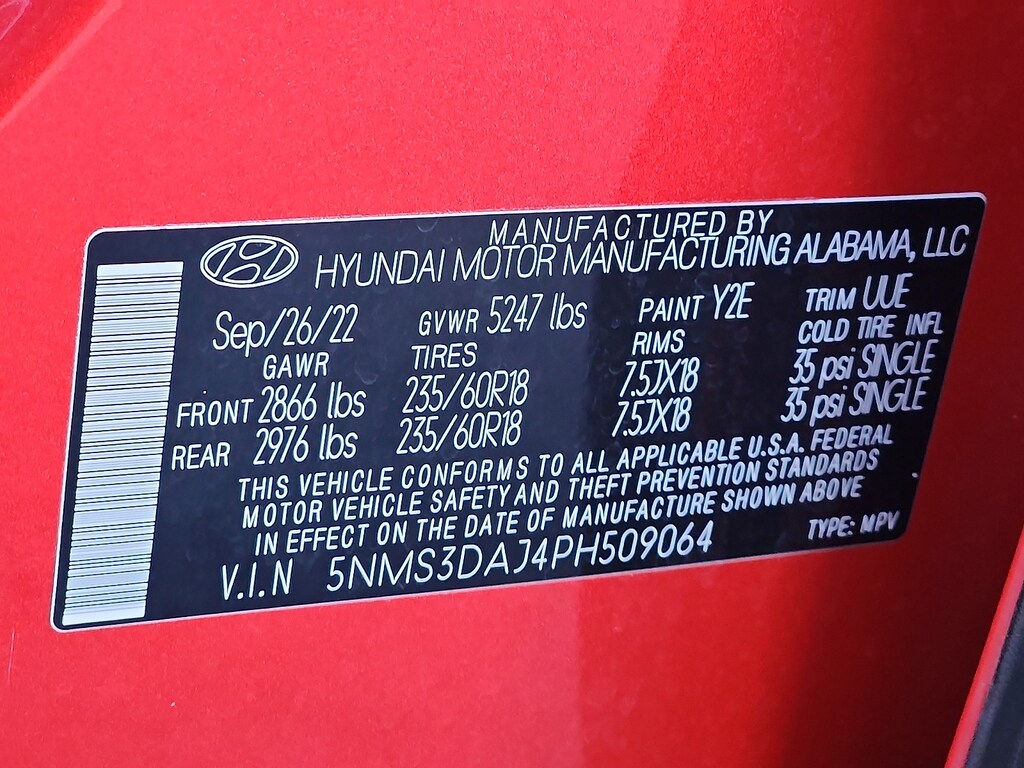 MANUFACTURED BY
HYUNDAI MOTOR MANUFACTURING ALABAMA, LLC
Sep/26/22 GVWR 5247 lbs PAINT Y2E TRIM UUE
GAWR TIRES RIMS COLD TIRE INFL
FRONT 2866 lbs 235/60R18 7.5JX18 35 psi SINGLE
REAR 2976 lbs 235/60R18 7.5JX18 35 psi SINGLE
THIS VEHICLE CONFORMS TO ALL APPLICABLE U.S.A. FEDERAL
MOTOR VEHICLE SAFETY AND THEFT PREVENTION STANDARDS
IN EFFECT ON THE DATE OF MANUFACTURE SHOWN ABOVE
V.I.N 5NMS3DAJ4PH509064 TYPE: MPV